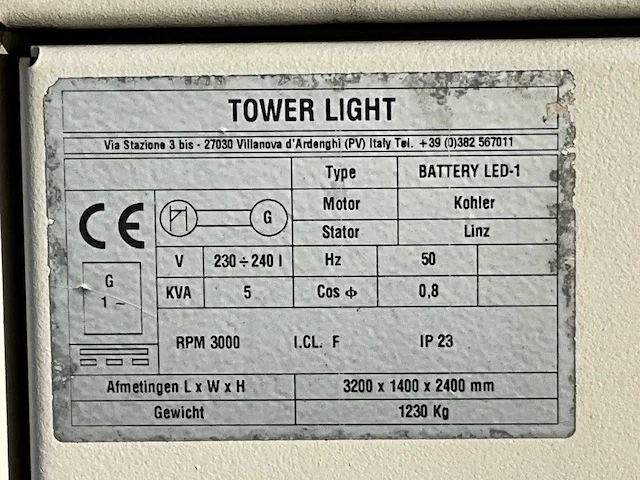 TOWER LIGHT
Via Stazione 3 bis - 27030 Villanova d'Ardenghi (PV) Italy Tel. +39 (0)382 567011
Type BATTERY LED-1
Motor Kohler
Stator Linz
CE
G
V 230÷240 I Hz 50
KVA 5 Cos Φ 0,8
G
1~
RPM 3000 I.CL. F IP 23
Afmetingen L x W x H 3200 x 1400 x 2400 mm
Gewicht 1230 Kg